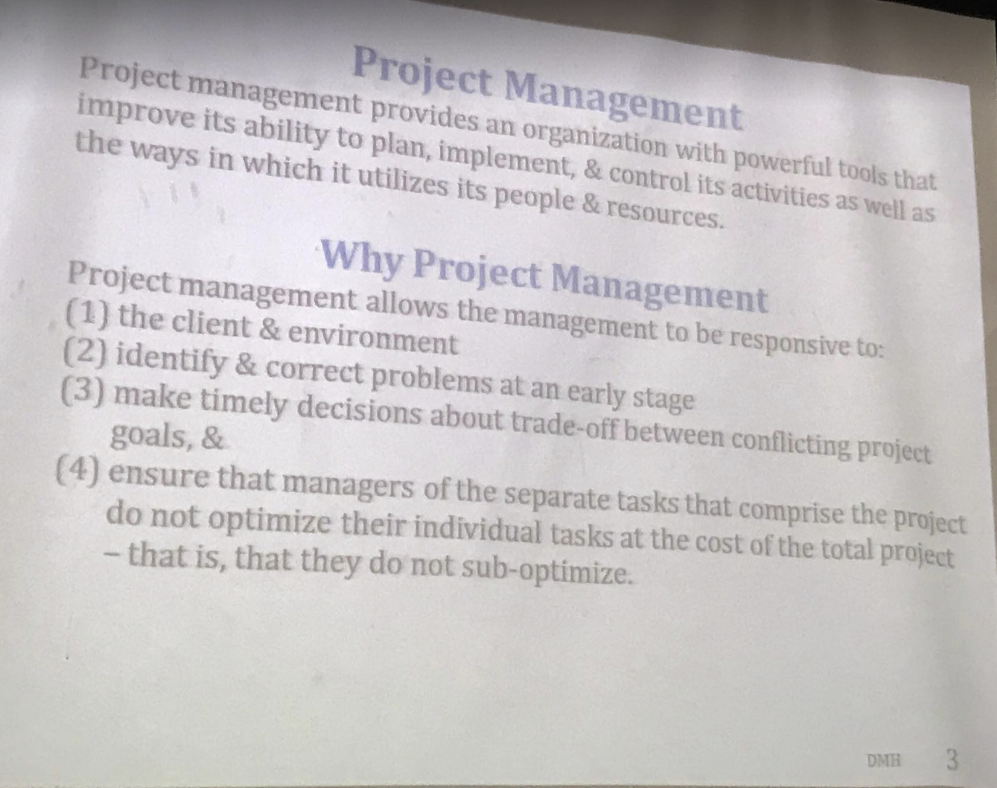 Project Management
Project management provides an organization with powerful tools that
improve its ability to plan, implement, & control its activities as well as
the ways in which it utilizes its people & resources.
Why Project Management
Project management allows the management to be responsive to:
(1) the client & environment
(2) identify & correct problems at an early stage
(3) make timely decisions about trade-off between conflicting project
goals, &
(4) ensure that managers of the separate tasks that comprise the project
do not optimize their individual tasks at the cost of the total project
– that is, that they do not sub-optimize.
DMH 3